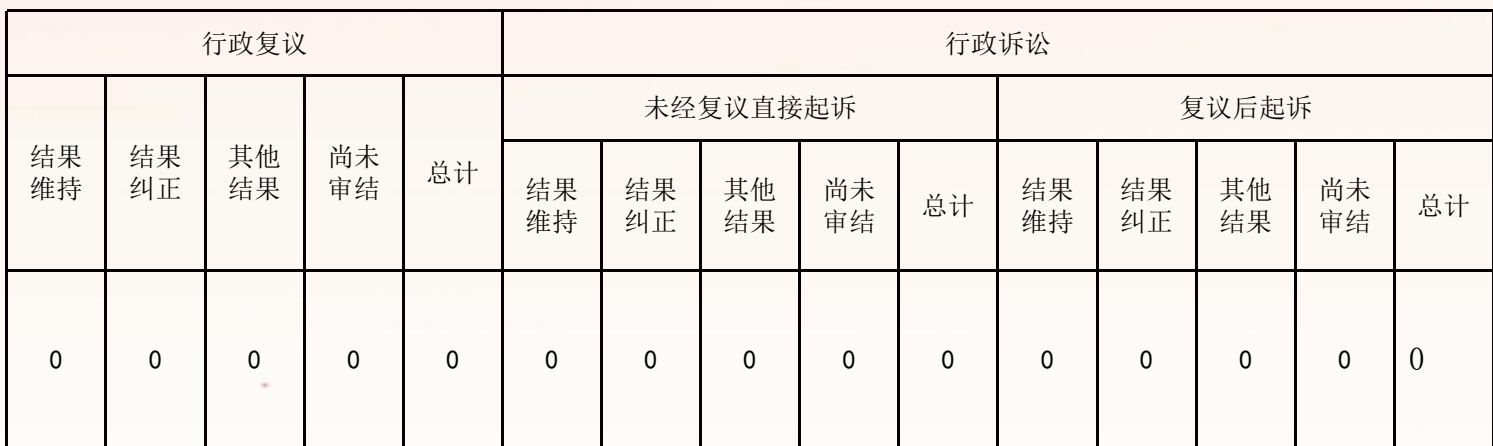 行政复议
行政诉讼
未经复议直接起诉
复议后起诉
结果
维持
结果
纠正
其他
结果
尚未
审结
总计
结果
维持
结果
纠正
其他
结果
尚未
审结
总计
结果
维持
结果
纠正
其他
结果
尚未
审结
总计
0 0 0 0 0 0 0 0 0 0 0 0 0 0 0